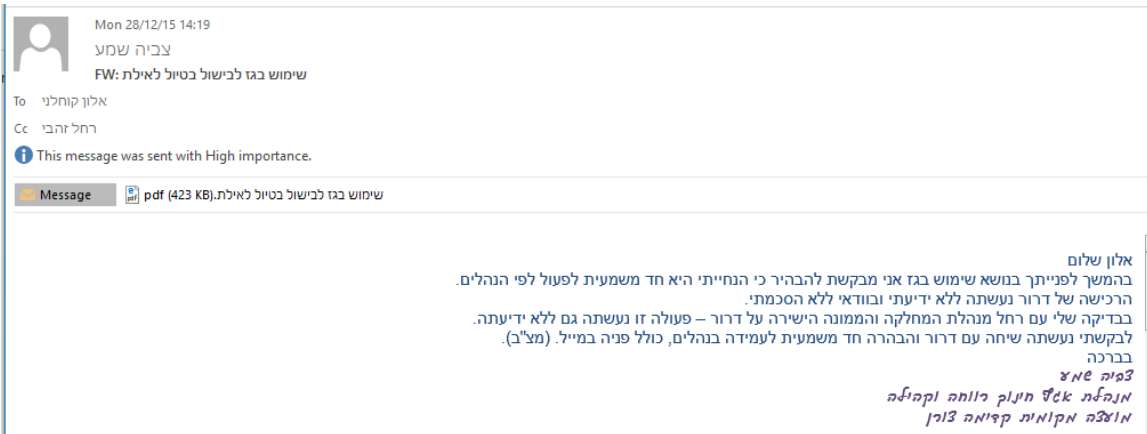 Mon 28/12/15 14:19
צביה שמע
FW: שימוש בגז לבישול בטיול לאילת
To אלון קוחלני
Cc רחל זהבי
This message was sent with High importance.
Message שימוש בגז לבישול בטיול לאילת.pdf (423 KB)
אלון שלום
בהמשך לפנייתך בנושא שימוש בגז אני מבקשת להבהיר כי הנחייתי היא חד משמעית לפעול לפי הנהלים.
הרכישה של דרור נעשתה ללא ידיעתי ובוודאי ללא הסכמתי.
בבדיקה שלי עם רחל מנהלת המחלקה והממונה הישירה על דרור – פעולה זו נעשתה גם ללא ידיעתה.
לבקשתי נעשתה שיחה עם דרור והבהרה חד משמעית לעמידה בנהלים, כולל פניה במייל. (מצ"ב).
בברכה
צביה שמע
מנהלת אגף חינוך רווחה וקהילה
מועצה מקומית קדימה צורן